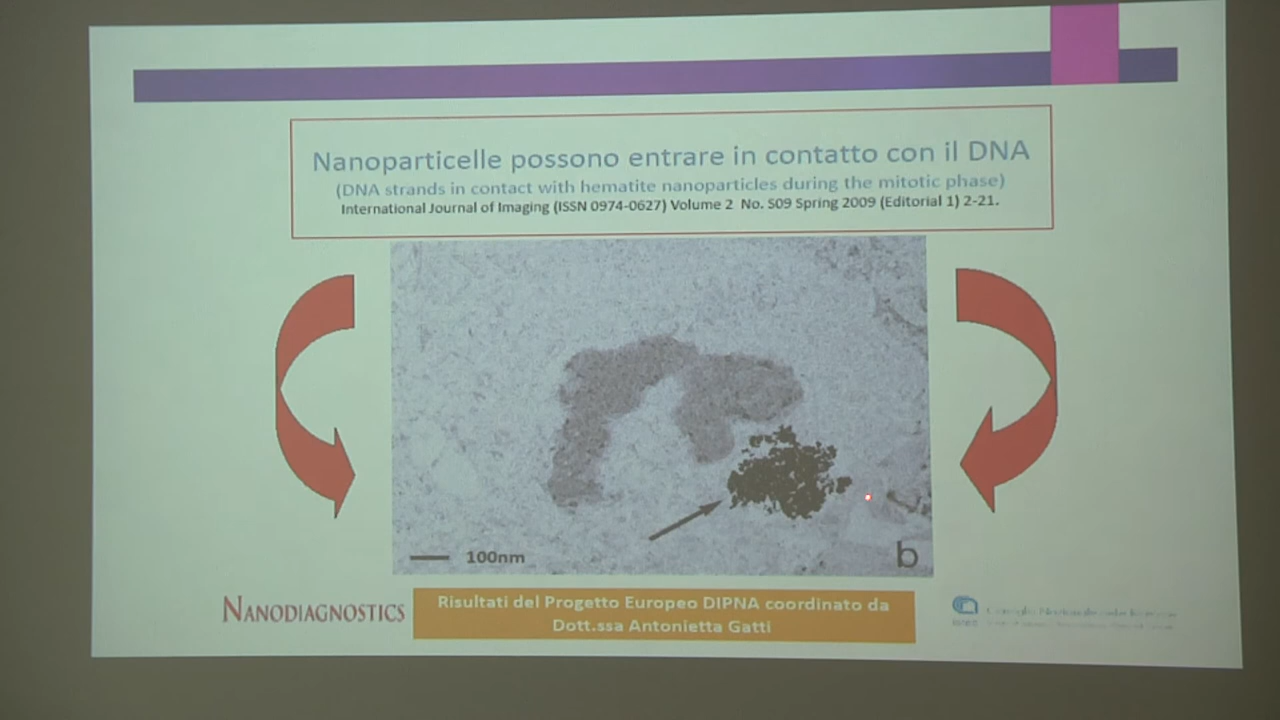 Nanoparticelle possono entrare in contatto con il DNA
(DNA strands in contact with hematite nanoparticles during the mitotic phase)
International Journal of Imaging (ISSN 0974-0627) Volume 2 No. S09 Spring 2009 (Editorial 1) 2-21.
100nm
b
NANODIAGNOSTICS
Risultati del Progetto Europeo DIPNA coordinato da
Dott.ssa Antonietta Gatti